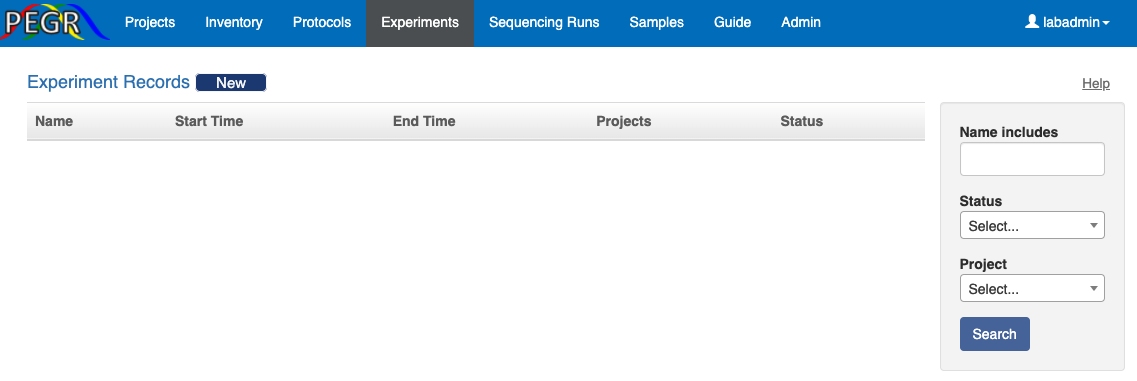 PEGR Projects Inventory Protocols Experiments Sequencing Runs Samples Guide Admin labadmin
Experiment Records New Help
Name Start Time End Time Projects Status
Name includes
Status
Select...
Project
Select...
Search